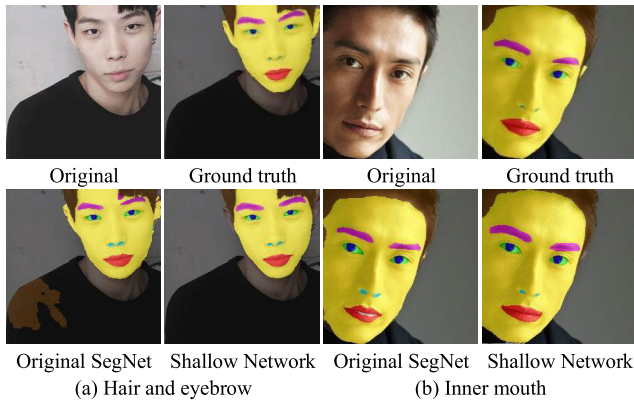 Original Ground truth Original Ground truth
Original SegNet Shallow Network Original SegNet Shallow Network
(a) Hair and eyebrow (b) Inner mouth